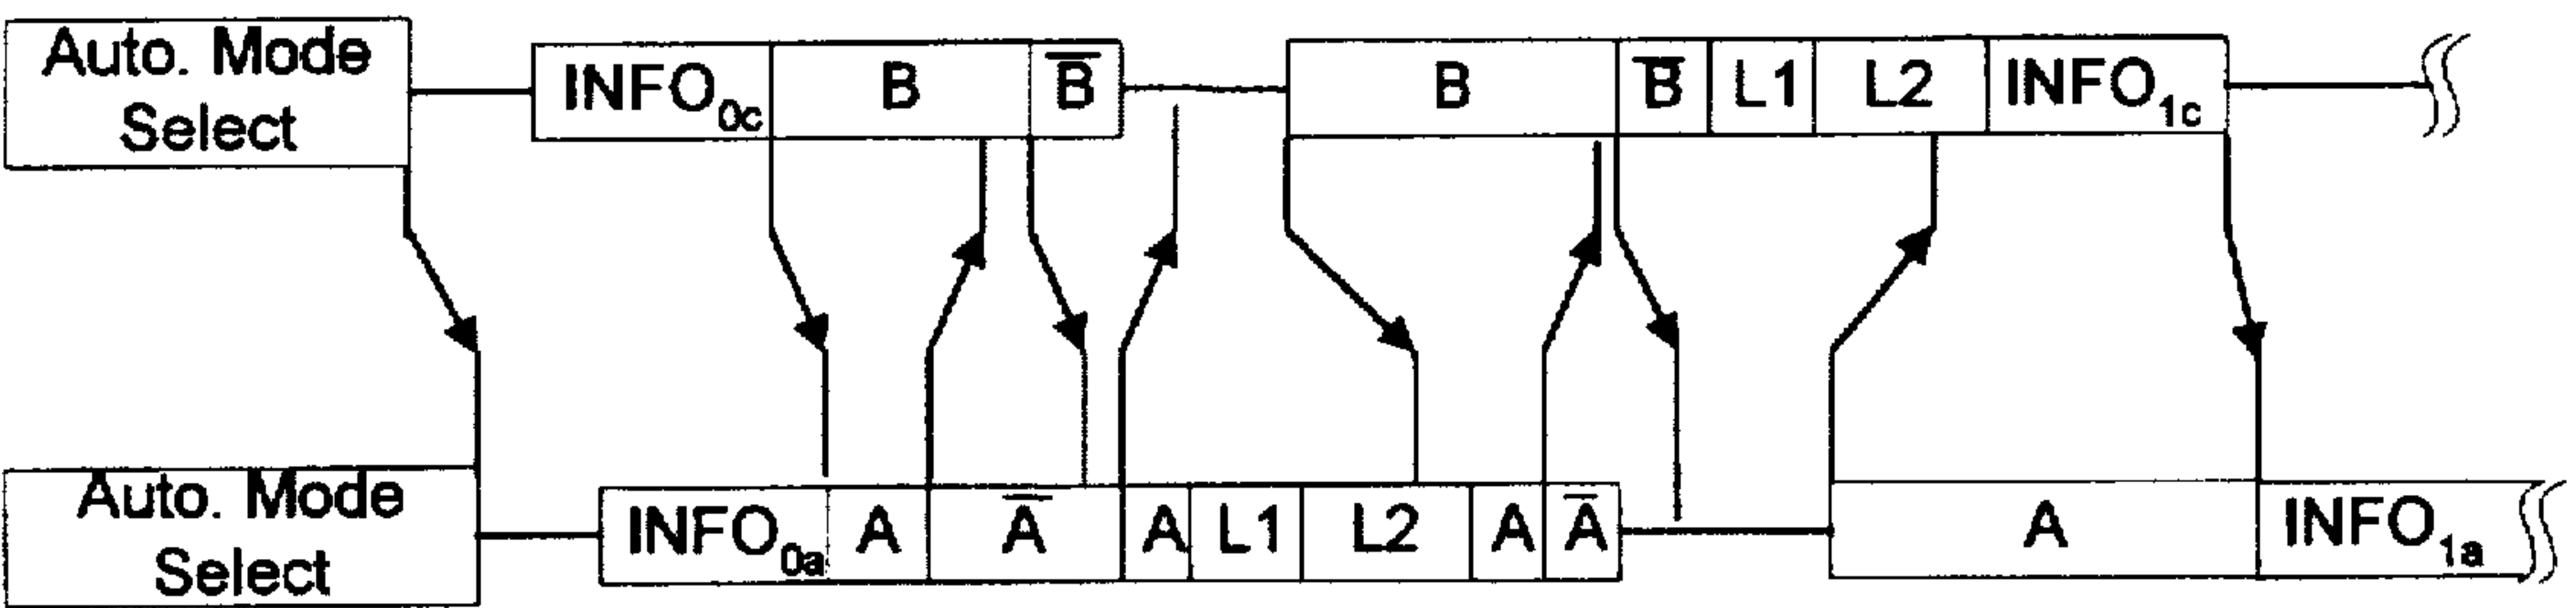 Auto. Mode
Select
INFO0c B B̅ B B̅ L1 L2 INFO1c
Auto. Mode
Select
INFO0a A A̅ A L1 L2 A A̅ A INFO1a